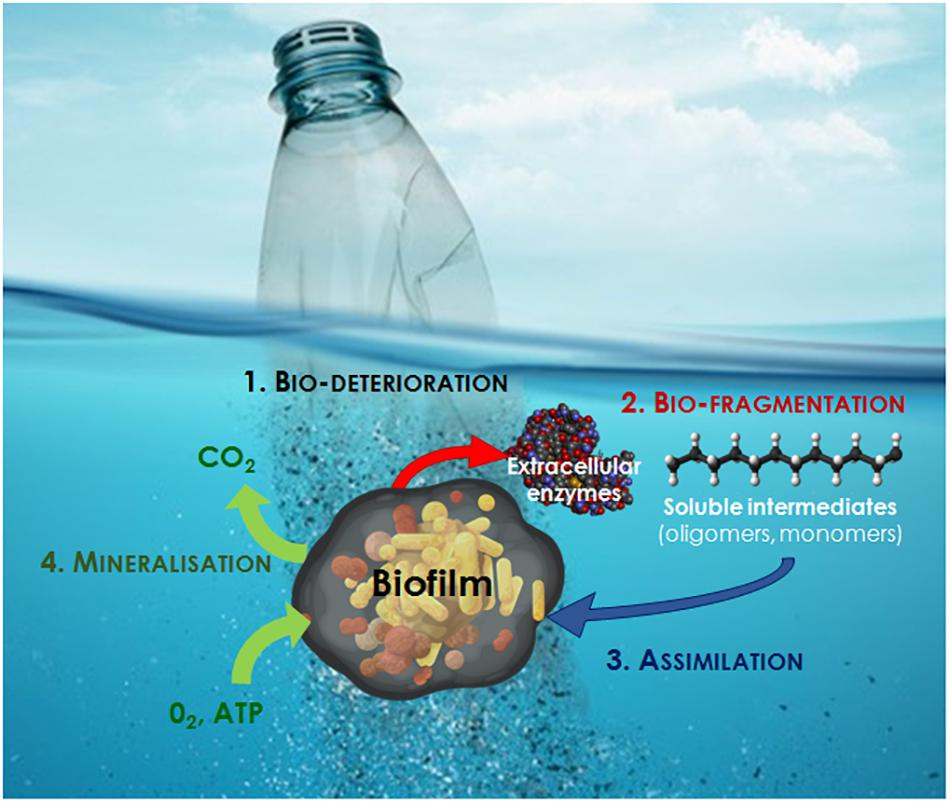 1. BIO-DETERIORATION
2. BIO-FRAGMENTATION
CO₂
Extracellular
enzymes
Soluble intermediates
(oligomers, monomers)
4. MINERALISATION
Biofilm
3. ASSIMILATION
0₂, ATP